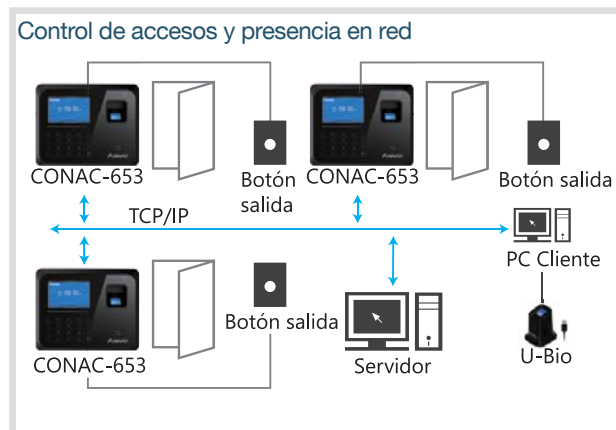 Control de accesos y presencia en red
CONAC-653
Botón
salida
CONAC-653
Botón salida
TCP/IP
PC Cliente
CONAC-653
Botón salida
Servidor
U-Bio